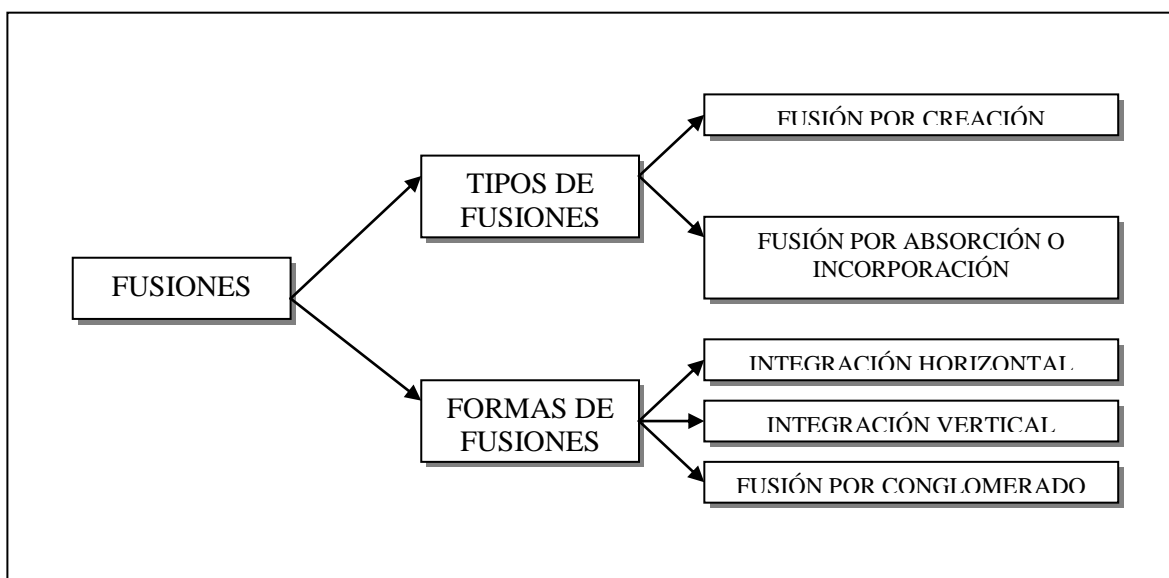 FUSIONES
TIPOS DE
FUSIONES
FUSIÓN POR CREACIÓN
FUSIÓN POR ABSORCIÓN O
INCORPORACIÓN
FORMAS DE
FUSIONES
INTEGRACIÓN HORIZONTAL
INTEGRACIÓN VERTICAL
FUSIÓN POR CONGLOMERADO